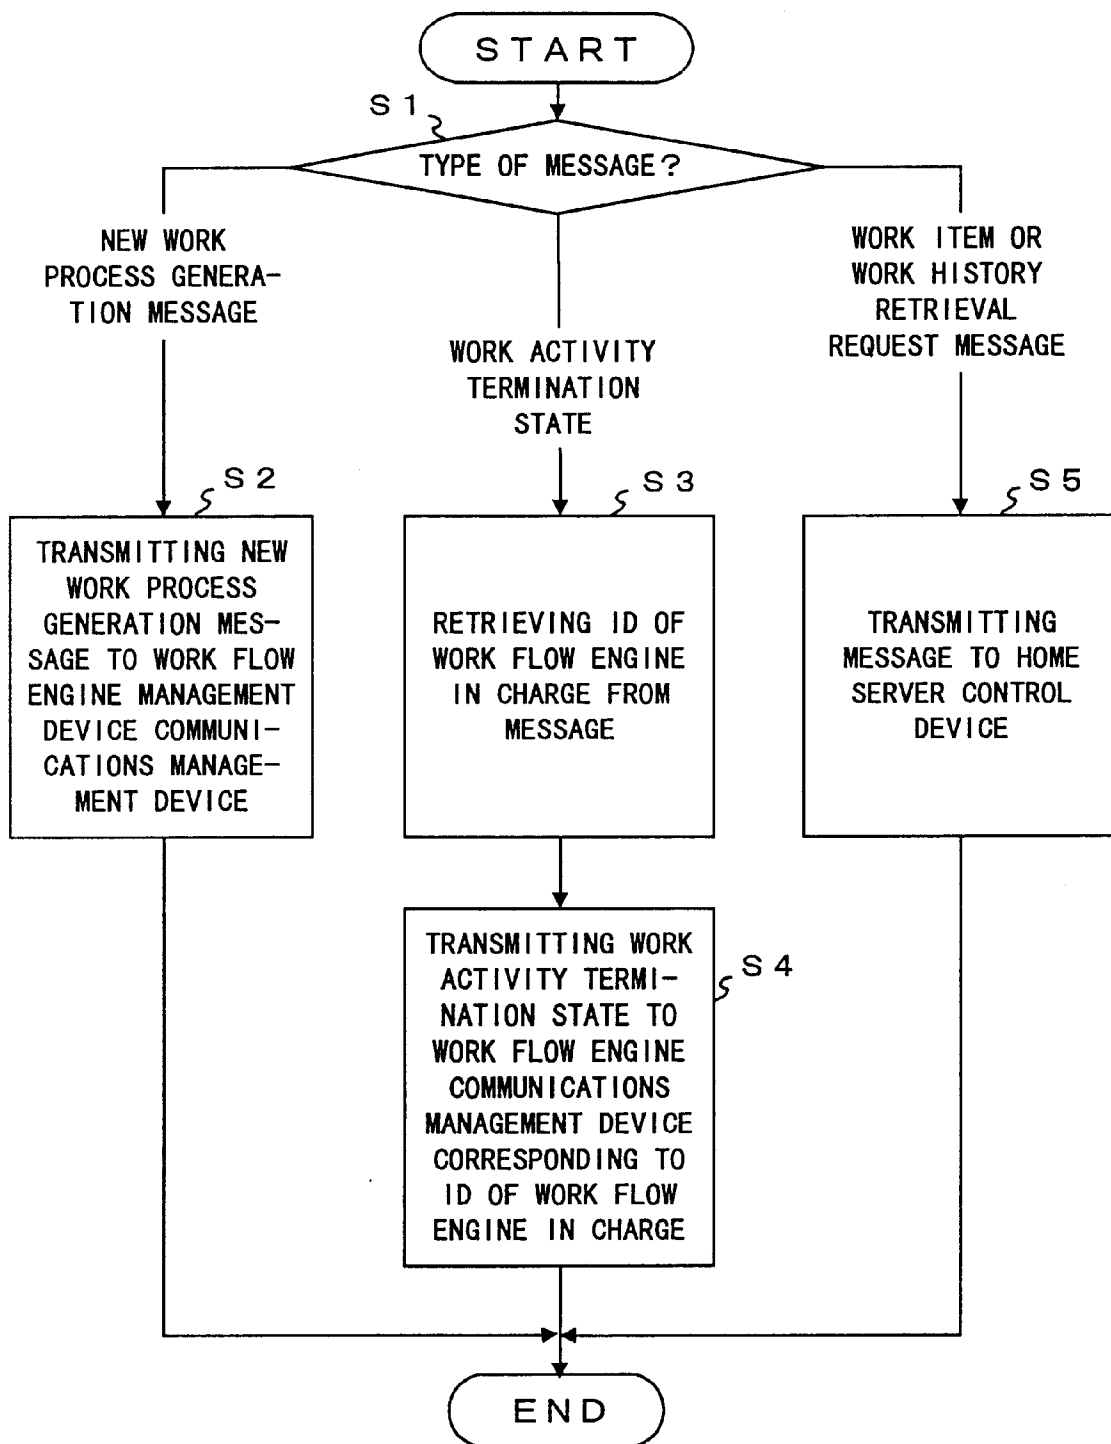 START
S1
TYPE OF MESSAGE?
NEW WORK
PROCESS GENERA-
TION MESSAGE
WORK ACTIVITY
TERMINATION
STATE
WORK ITEM OR
WORK HISTORY
RETRIEVAL
REQUEST MESSAGE
S2
TRANSMITTING NEW
WORK PROCESS
GENERATION MES-
SAGE TO WORK FLOW
ENGINE MANAGEMENT
DEVICE COMMUNI-
CATIONS MANAGE-
MENT DEVICE
S3
RETRIEVING ID OF
WORK FLOW ENGINE
IN CHARGE FROM
MESSAGE
S5
TRANSMITTING
MESSAGE TO HOME
SERVER CONTROL
DEVICE
S4
TRANSMITTING WORK
ACTIVITY TERMI-
NATION STATE TO
WORK FLOW ENGINE
COMMUNICATIONS
MANAGEMENT DEVICE
CORRESPONDING TO
ID OF WORK FLOW
ENGINE IN CHARGE
END